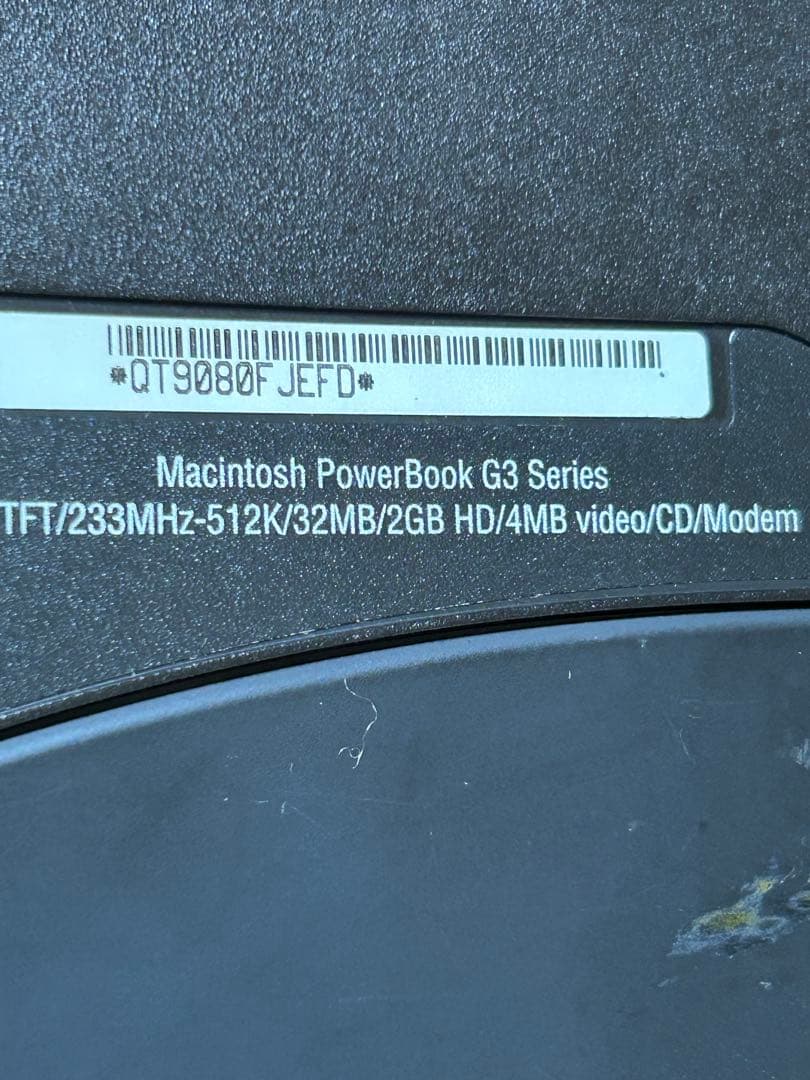 *QT9080FJEFD*
Macintosh PowerBook G3 Series
TFT/233MHz-512K/32MB/2GB HD/4MB video/CD/Modem